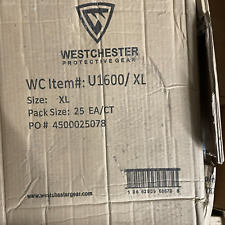 WESTCHESTER
PROTECTIVE GEAR
WC Item#: U1600/ XL
Size: XL
Pack Size: 25 EA/CT
PO # 4500025078
www.westchestergear.com